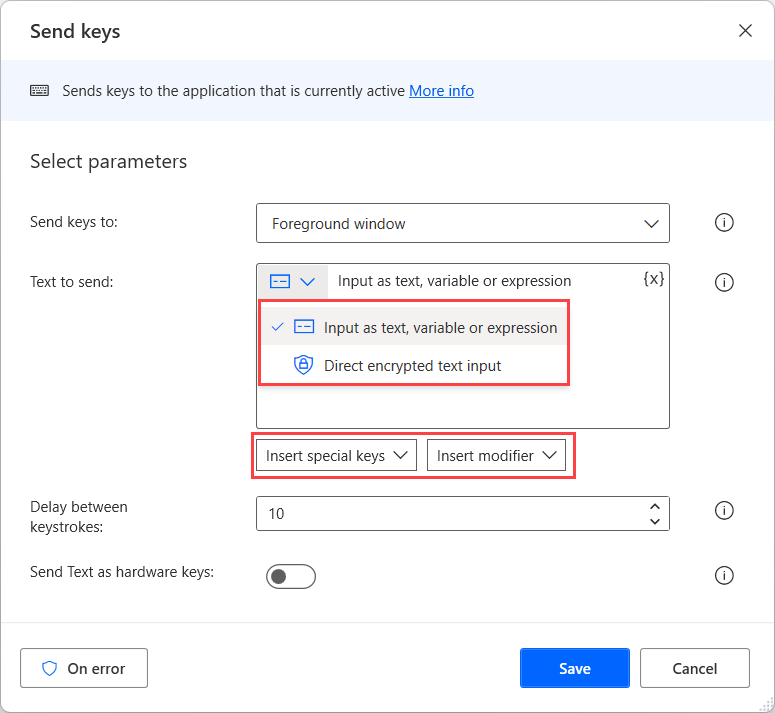 Send keys
Sends keys to the application that is currently active More info
Select parameters
Send keys to:
Foreground window
Text to send:
Input as text, variable or expression
{x}
Input as text, variable or expression
Direct encrypted text input
Insert special keys
Insert modifier
Delay between
keystrokes:
10
Send Text as hardware keys:
On error
Save
Cancel